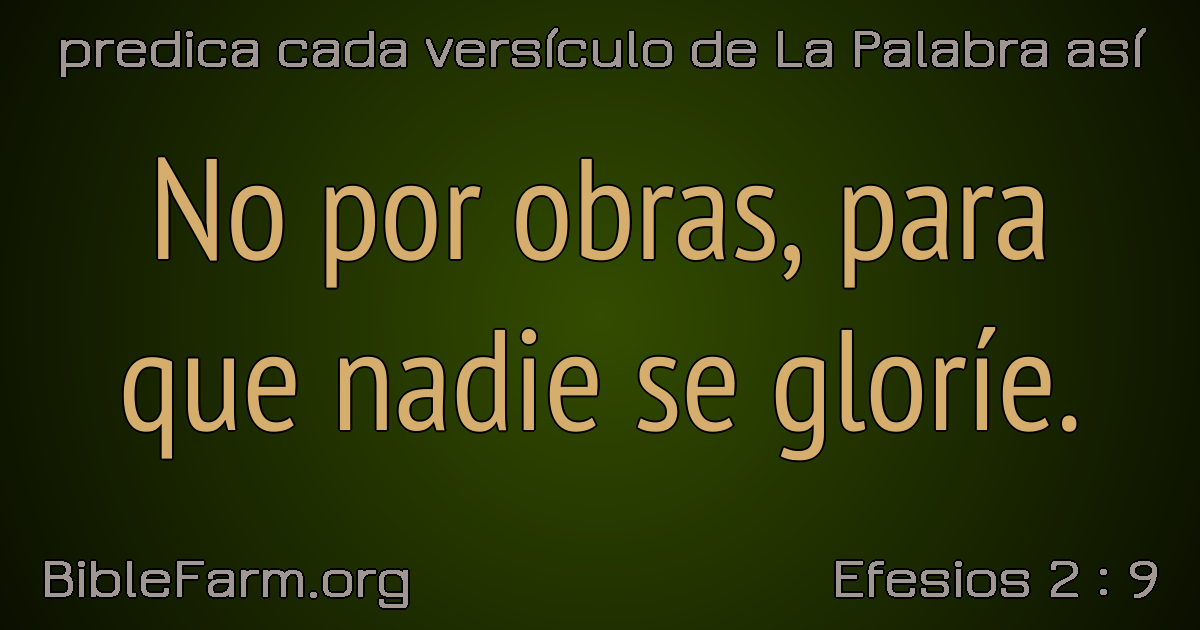 predica cada versículo de La Palabra así
No por obras, para
que nadie se gloríe.
BibleFarm.org
Efesios 2 : 9